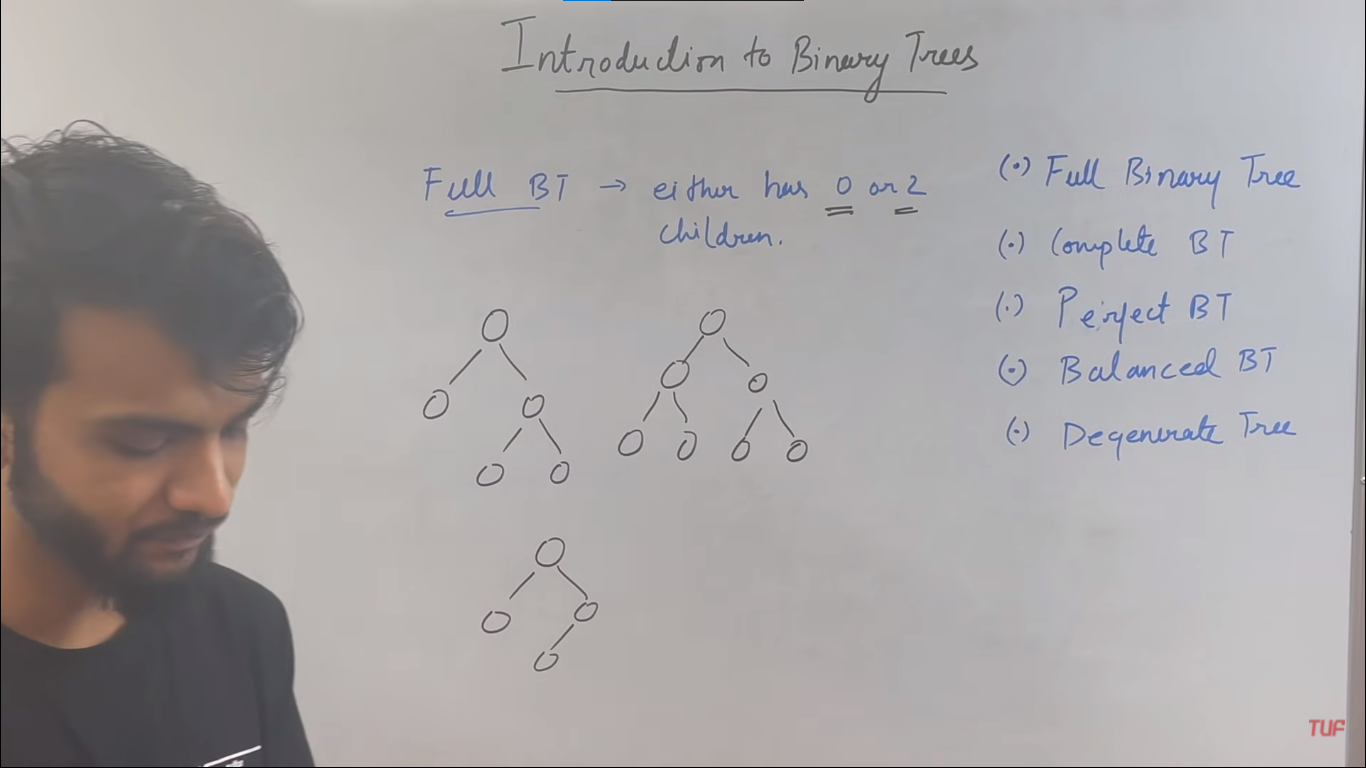 Introduction to Binary Trees
Full BT → either has 0 or 2
children.
(•) Full Binary Tree
(•) Complete BT
(•) Perfect BT
(•) Balanced BT
(•) Degenerate Tree
TUF